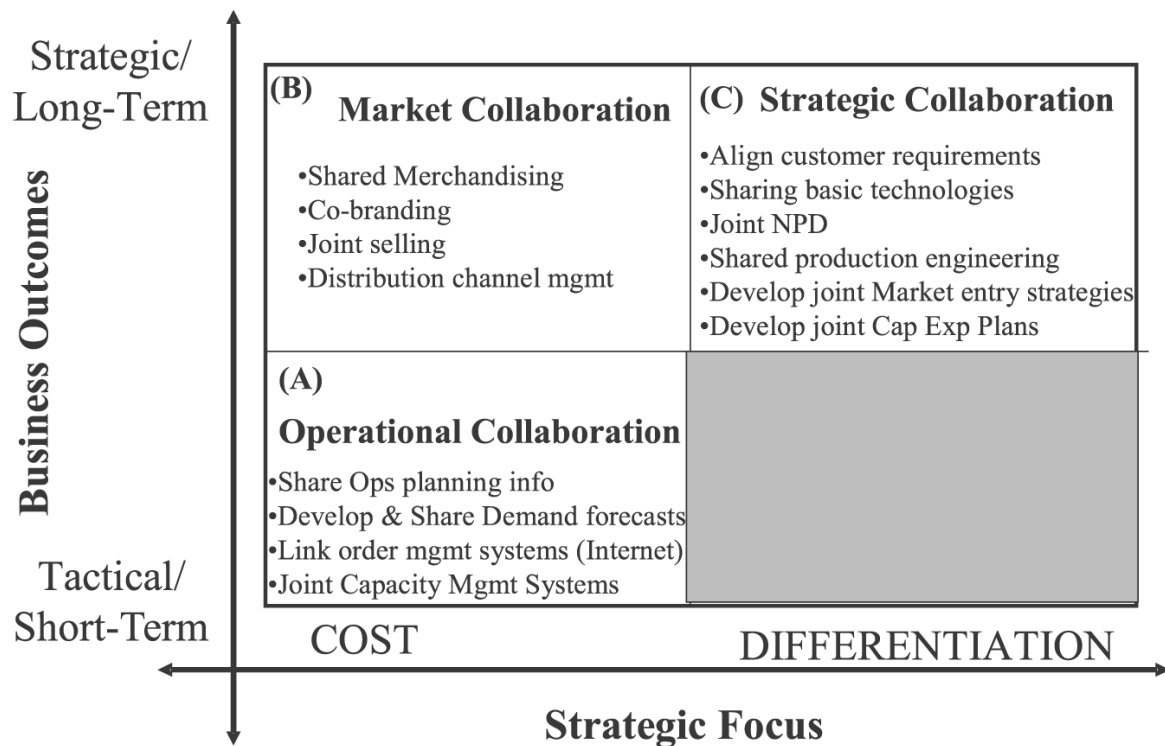 Strategic/
Long-Term
Business Outcomes
Tactical/
Short-Term
(B)
Market Collaboration
•Shared Merchandising
•Co-branding
•Joint selling
•Distribution channel mgmt
(C) Strategic Collaboration
•Align customer requirements
•Sharing basic technologies
•Joint NPD
•Shared production engineering
•Develop joint Market entry strategies
•Develop joint Cap Exp Plans
(A)
Operational Collaboration
•Share Ops planning info
•Develop & Share Demand forecasts
•Link order mgmt systems (Internet)
•Joint Capacity Mgmt Systems
COST
DIFFERENTIATION
Strategic Focus